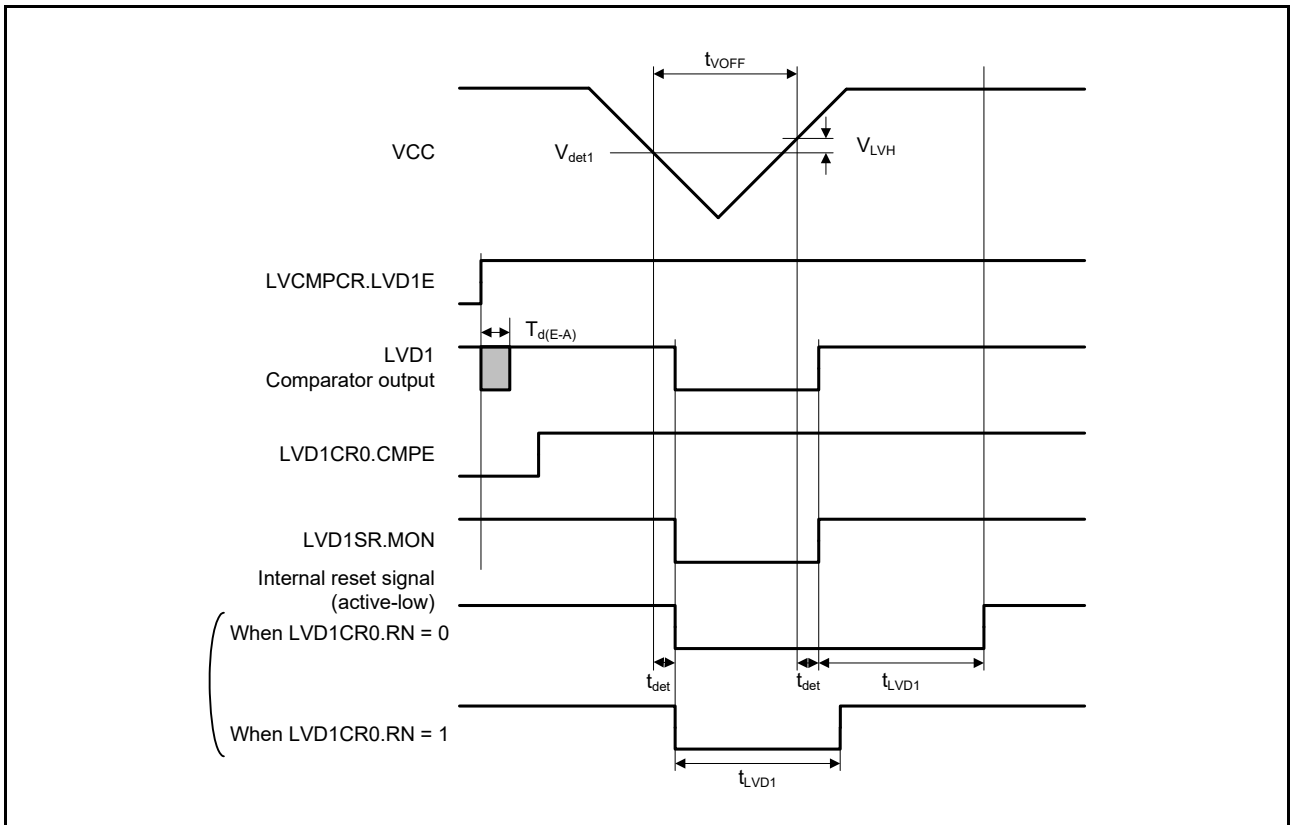 tVOFF
VCC
Vdet1
VLVH
LVCMPCR.LVD1E
Td(E-A)
LVD1
Comparator output
LVD1CR0.CMPE
LVD1SR.MON
Internal reset signal
(active-low)
When LVD1CR0.RN = 0
tdet
tdet
tLVD1
When LVD1CR0.RN = 1
tLVD1